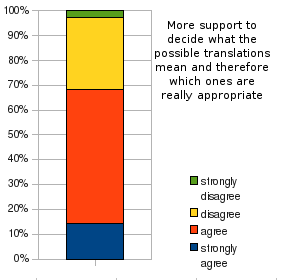 100%
90%
80%
70%
60%
50%
40%
30%
20%
10%
0%
More support to
decide what the
possible translations
mean and therefore
which ones are
really appropriate
strongly
disagree
disagree
agree
strongly
agree